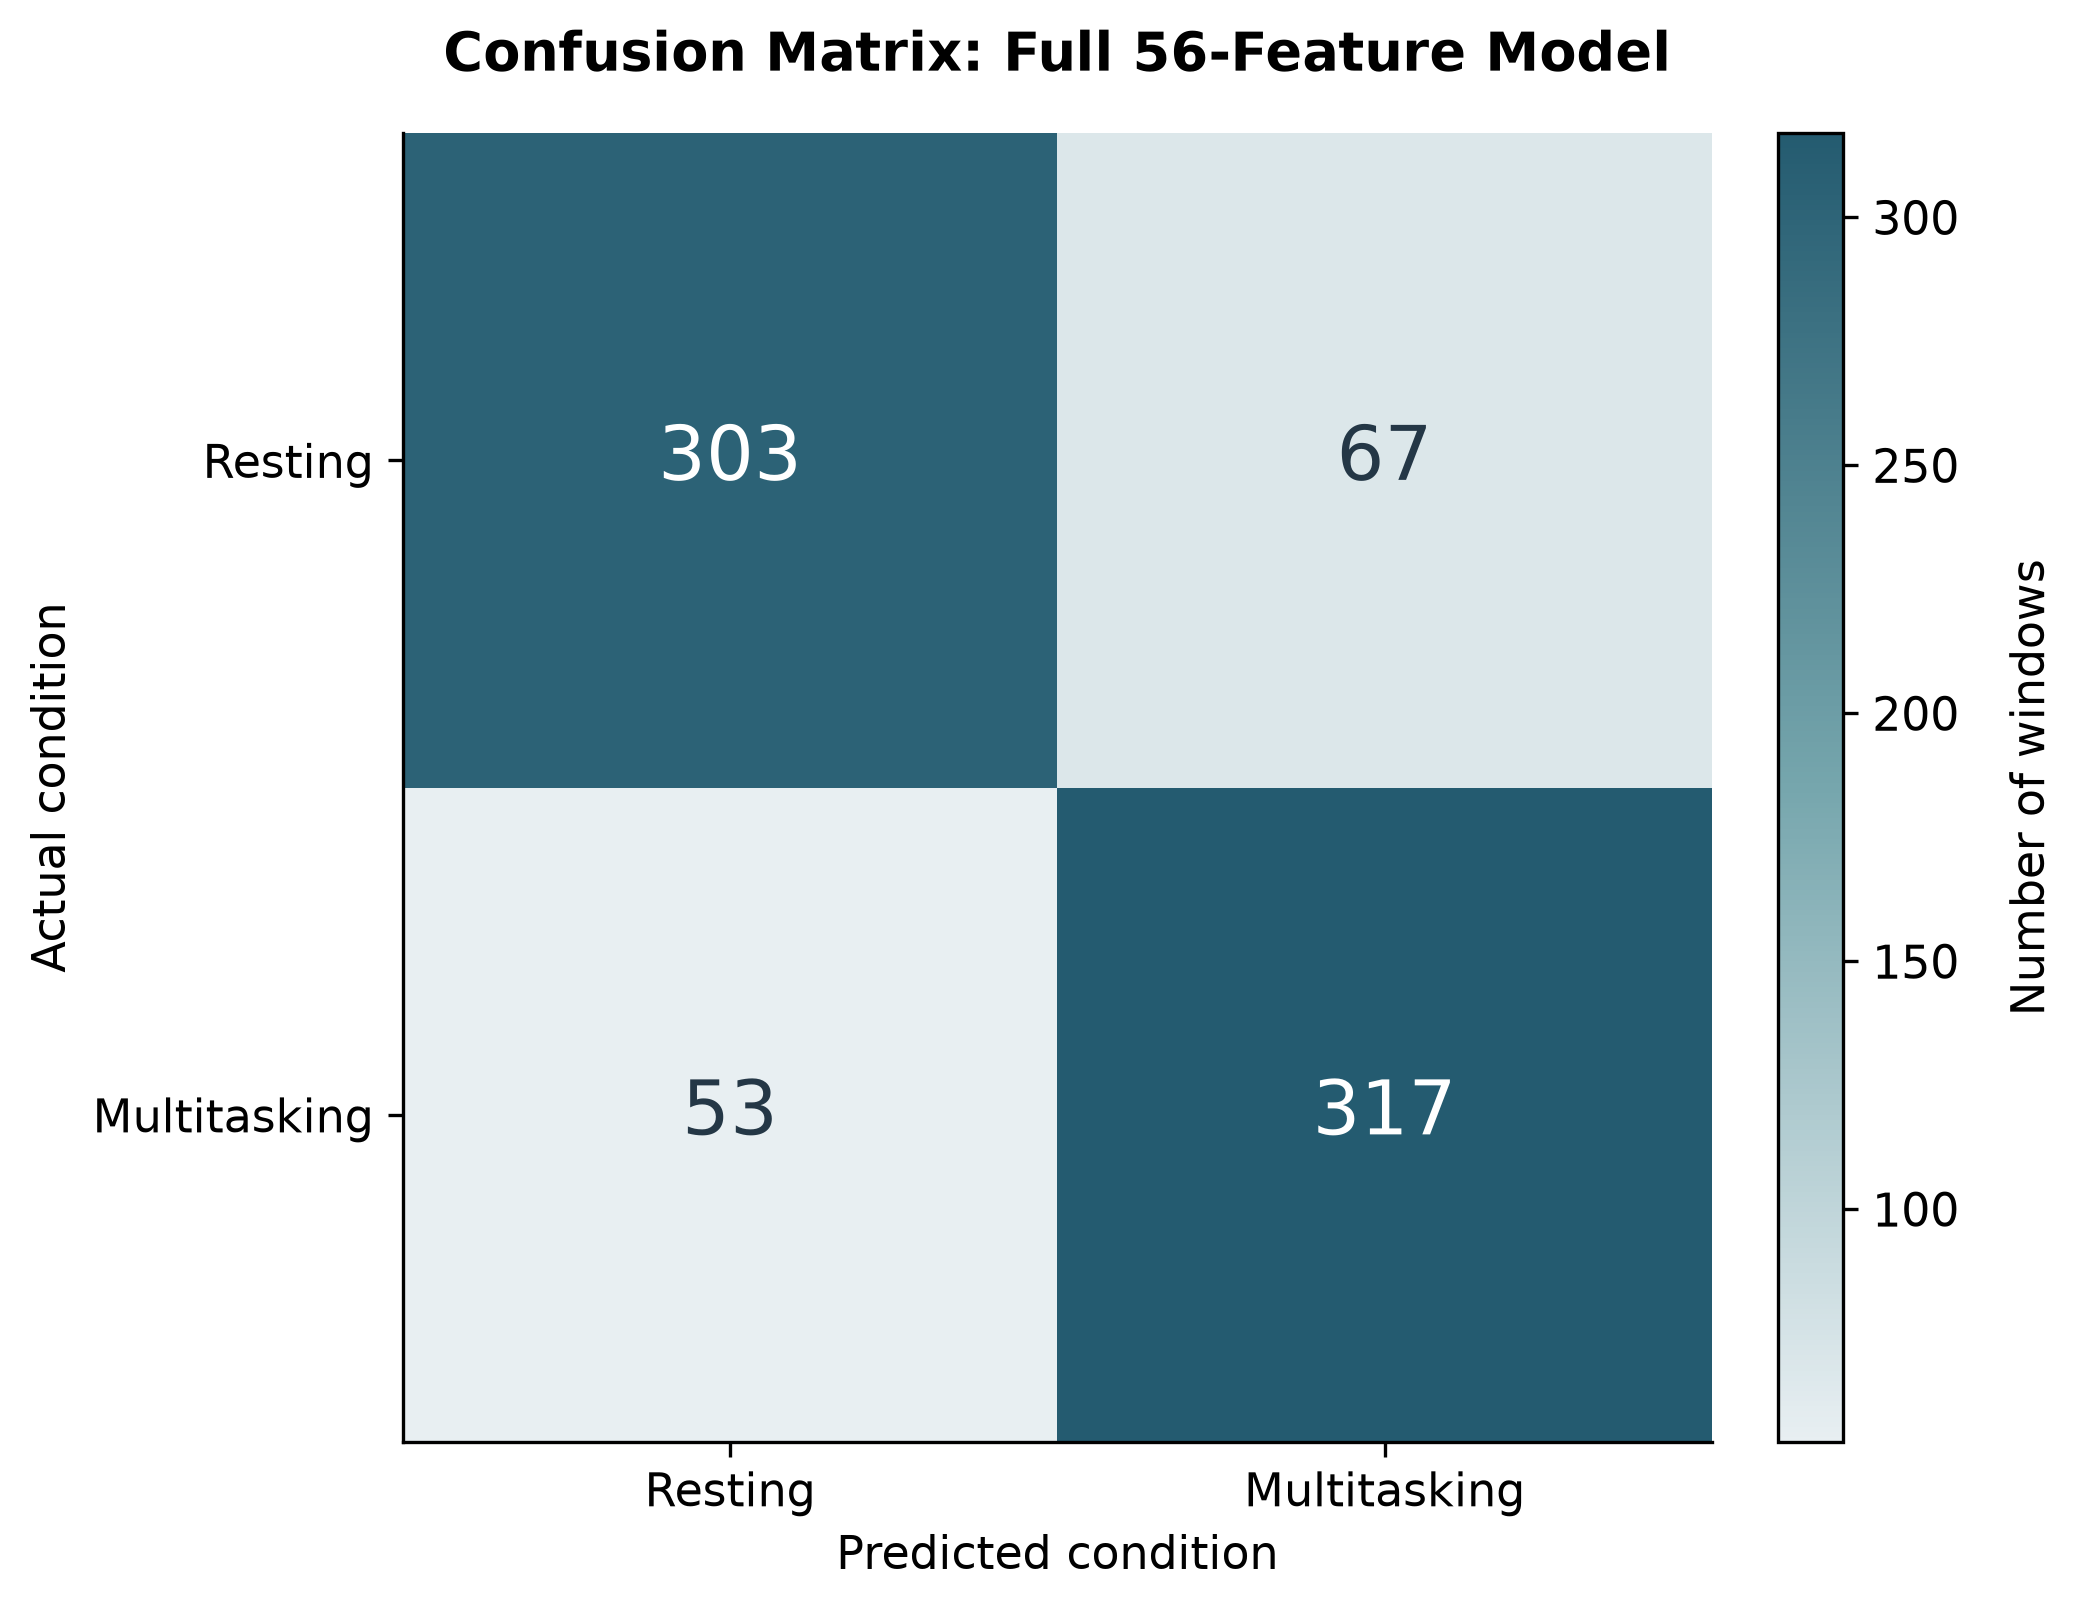 Confusion Matrix: Full 56-Feature Model
Actual condition
Resting
303
67
Multitasking
53
317
Resting
Multitasking
Predicted condition
300
250
200
150
100
Number of windows